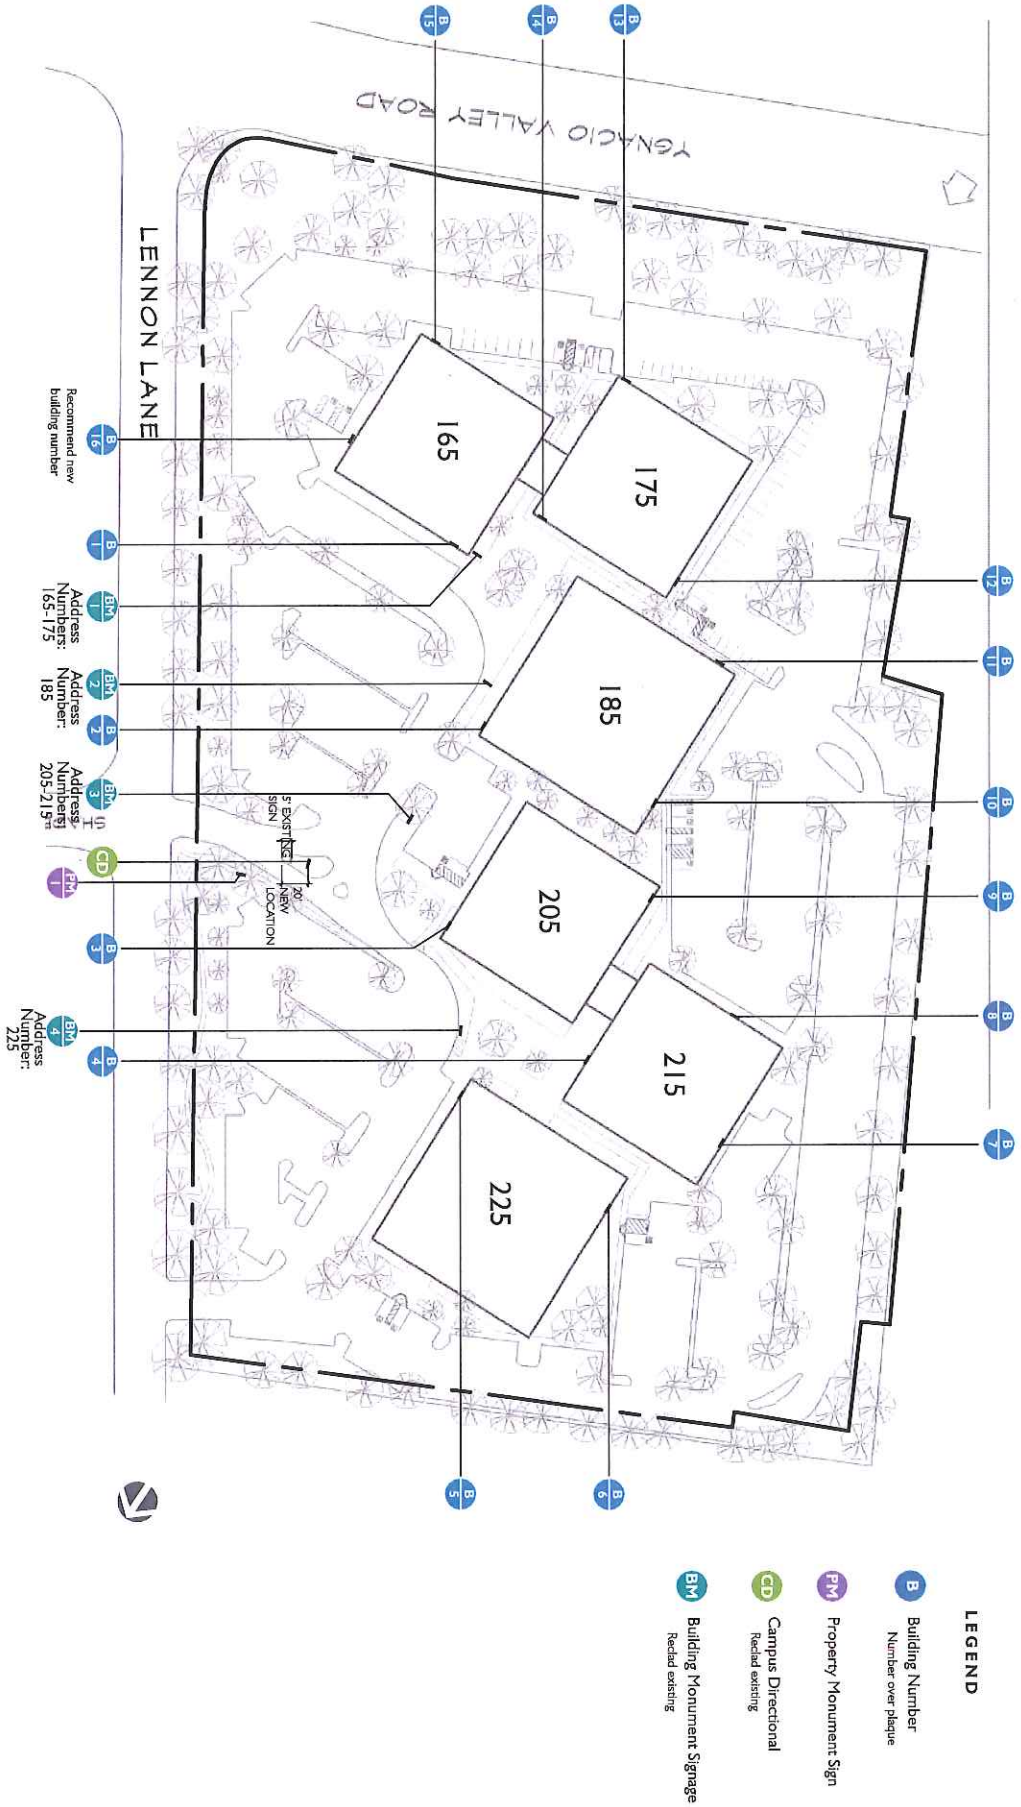 B
15
B
14
B
13
YGNACIO VALLEY ROAD
LENNON LANE
165
175
185
205
215
225
B
12
B
11
B
10
B
9
B
8
B
7
Recommend new
building number
B
16
B
1
BM
1
Address
Numbers:
165-175
BM
2
Address
Number:
185
B
2
BM
3
Address
Numbers:
205-215
5' EXISTING
SIGN
20'
NEW
LOCATION
CD
1
PM
1
B
3
BM
4
Address
Number:
225
B
4
B
5
B
6
LEGEND
B Building Number
Number over plaque
PM Property Monument Sign
CD Campus Directional
Reclad existing
BM Building Monument Signage
Reclad existing